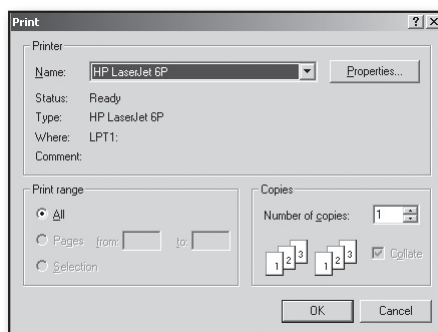 Print
Printer
Name: HP LaserJet 6P Properties...
Status: Ready
Type: HP LaserJet 6P
Where: LPT1:
Comment:
Print range
All
Pages from: to:
Selection
Copies
Number of copies: 1
1 2 3 1 2 3
Collate
OK Cancel